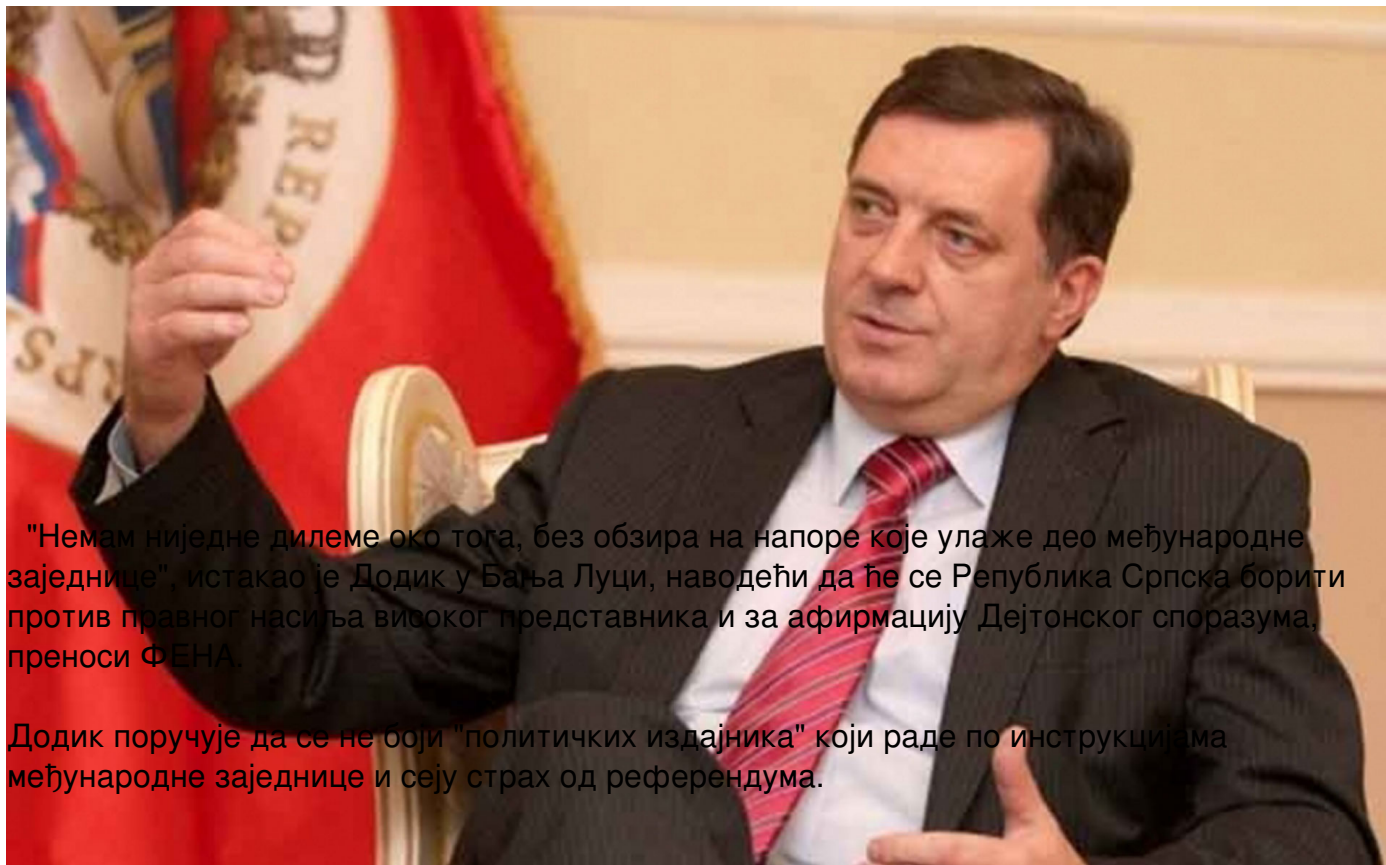 REP
RPS
"Немам ниједне дилеме око тога, без обзира на напоре које улаже део међународне
заједнице", истакао је Додик у Бања Луци, наводећи да ће се Република Српска борити
против правног насиља високог представника и за афирмацију Дејтонског споразума,
преноси ФЕНА.
Додик поручује да се не боји "политичких издајника" који раде по инструкцијама
међународне заједнице и сеју страх од референдума.